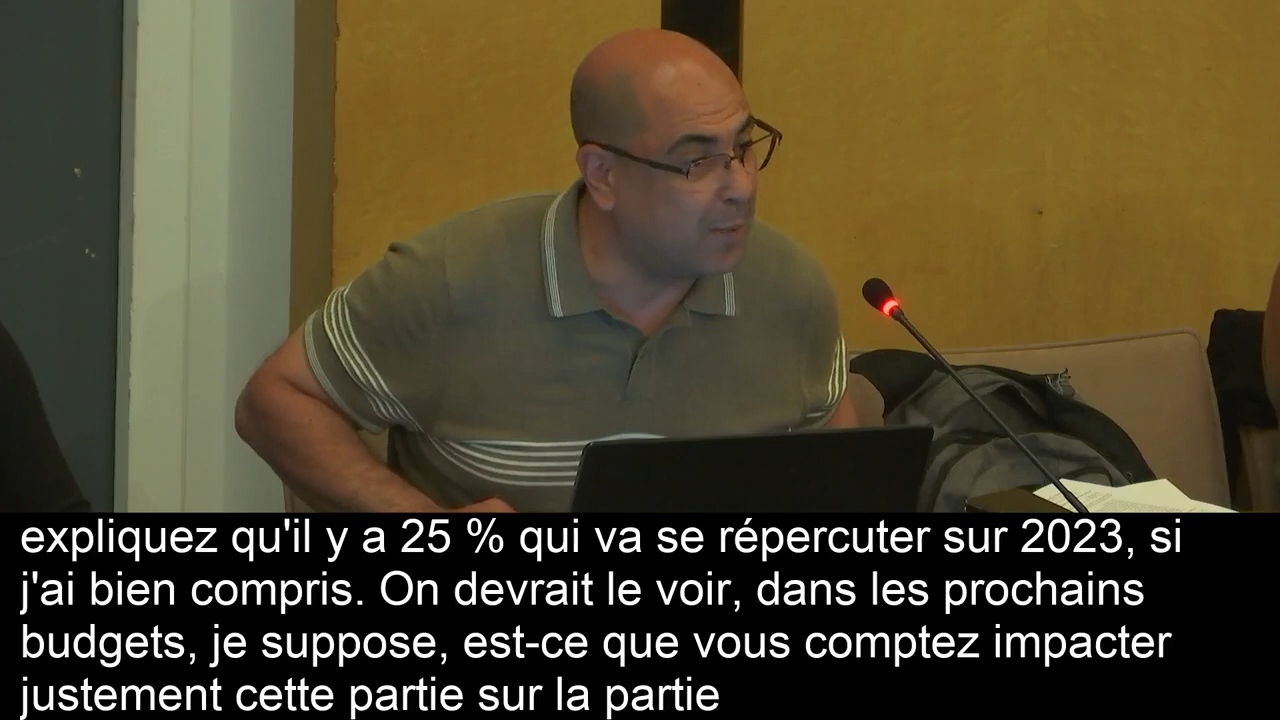 expliquez qu'il y a 25 % qui va se répercuter sur 2023, si
j'ai bien compris. On devrait le voir, dans les prochains
budgets, je suppose, est-ce que vous comptez impacter
justement cette partie sur la partie